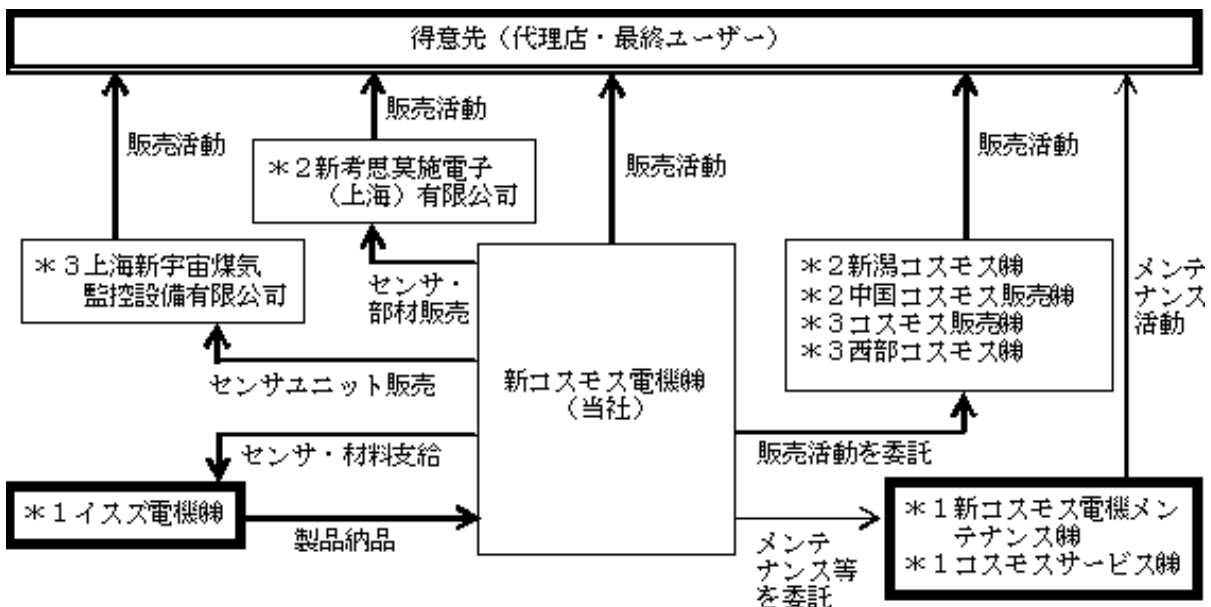 得意先（代理店・最終ユーザー）
販売活動
販売活動
販売活動
販売活動
＊２新考思莫施電子
（上海）有限公司
＊３上海新宇宙煤気
監控設備有限公司
センサ・
部材販売
センサユニット販売
新コスモス電機㈱
（当社）
＊２新潟コスモス㈱
＊２中国コスモス販売㈱
＊３コスモス販売㈱
＊３西部コスモス㈱
メンテ
ナンス
活動
センサ・材料支給
販売活動を委託
＊１イスズ電機㈱
製品納品
メンテ
ナンス等
を委託
＊１新コスモス電機メン
テナンス㈱
＊１コスモスサービス㈱